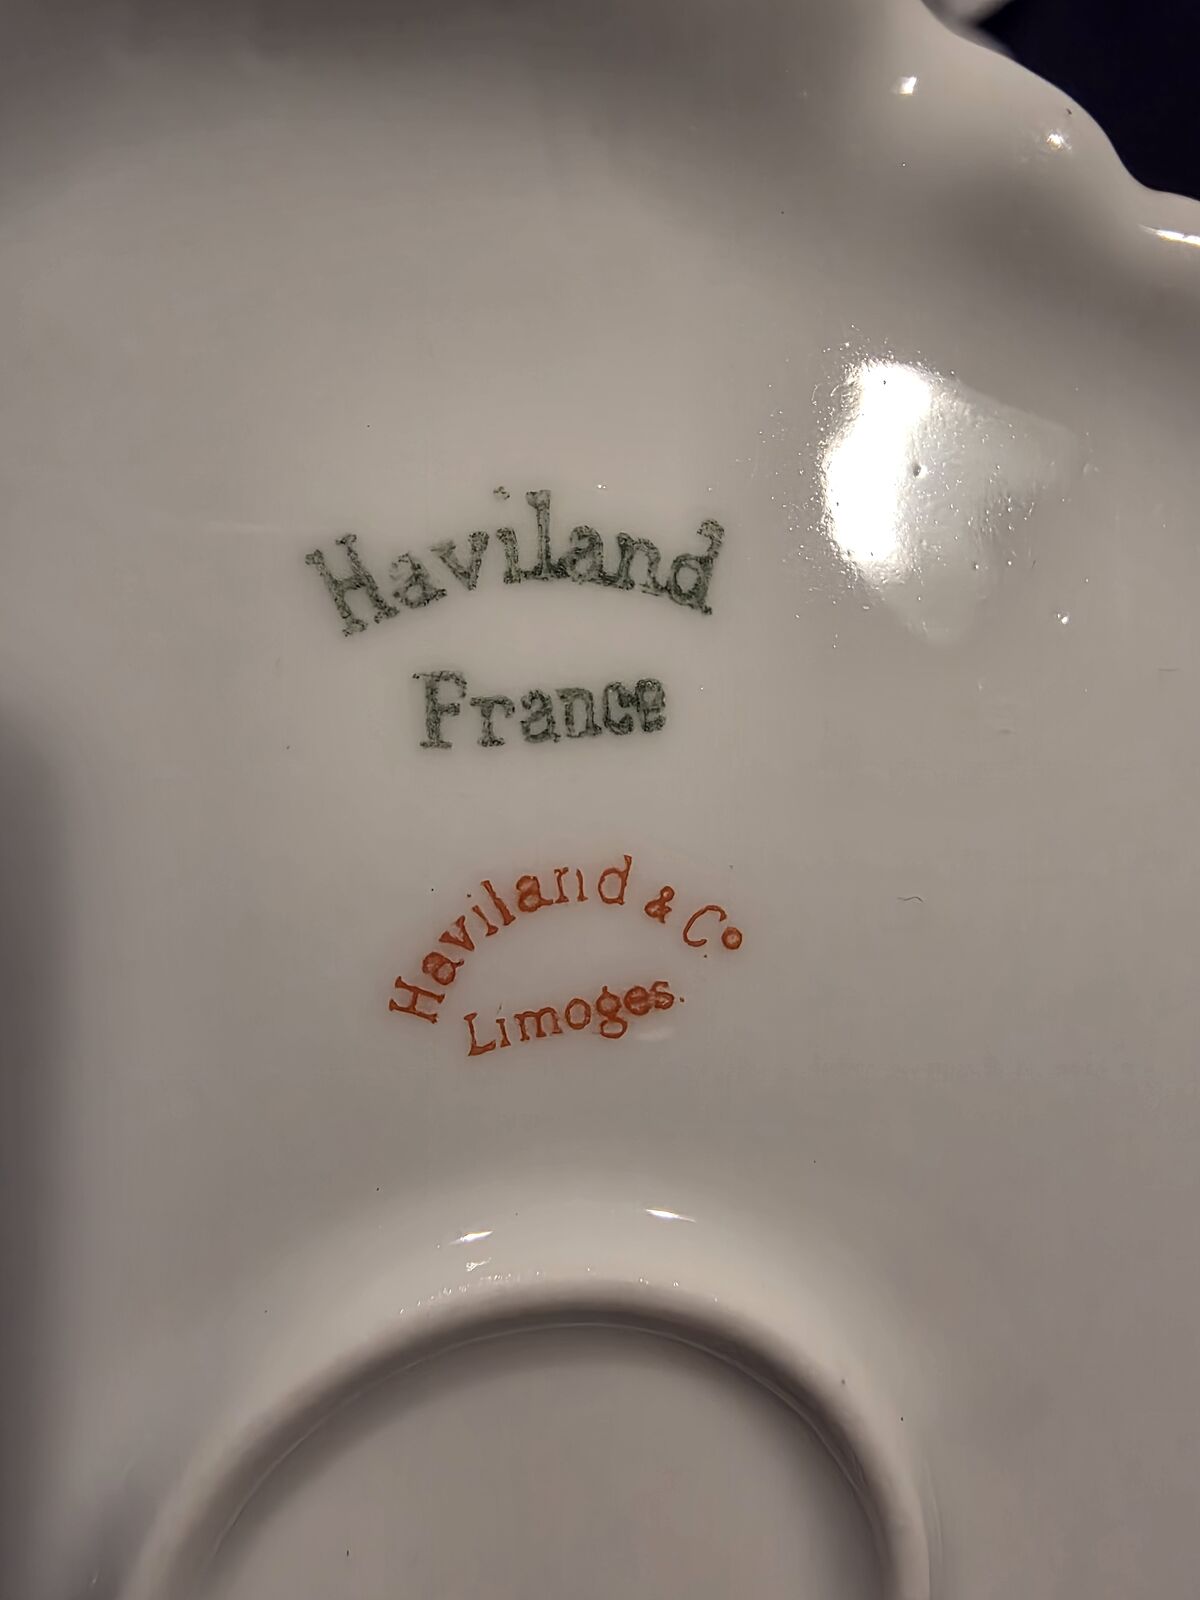 Haviland
France
Haviland & Co
Limoges.